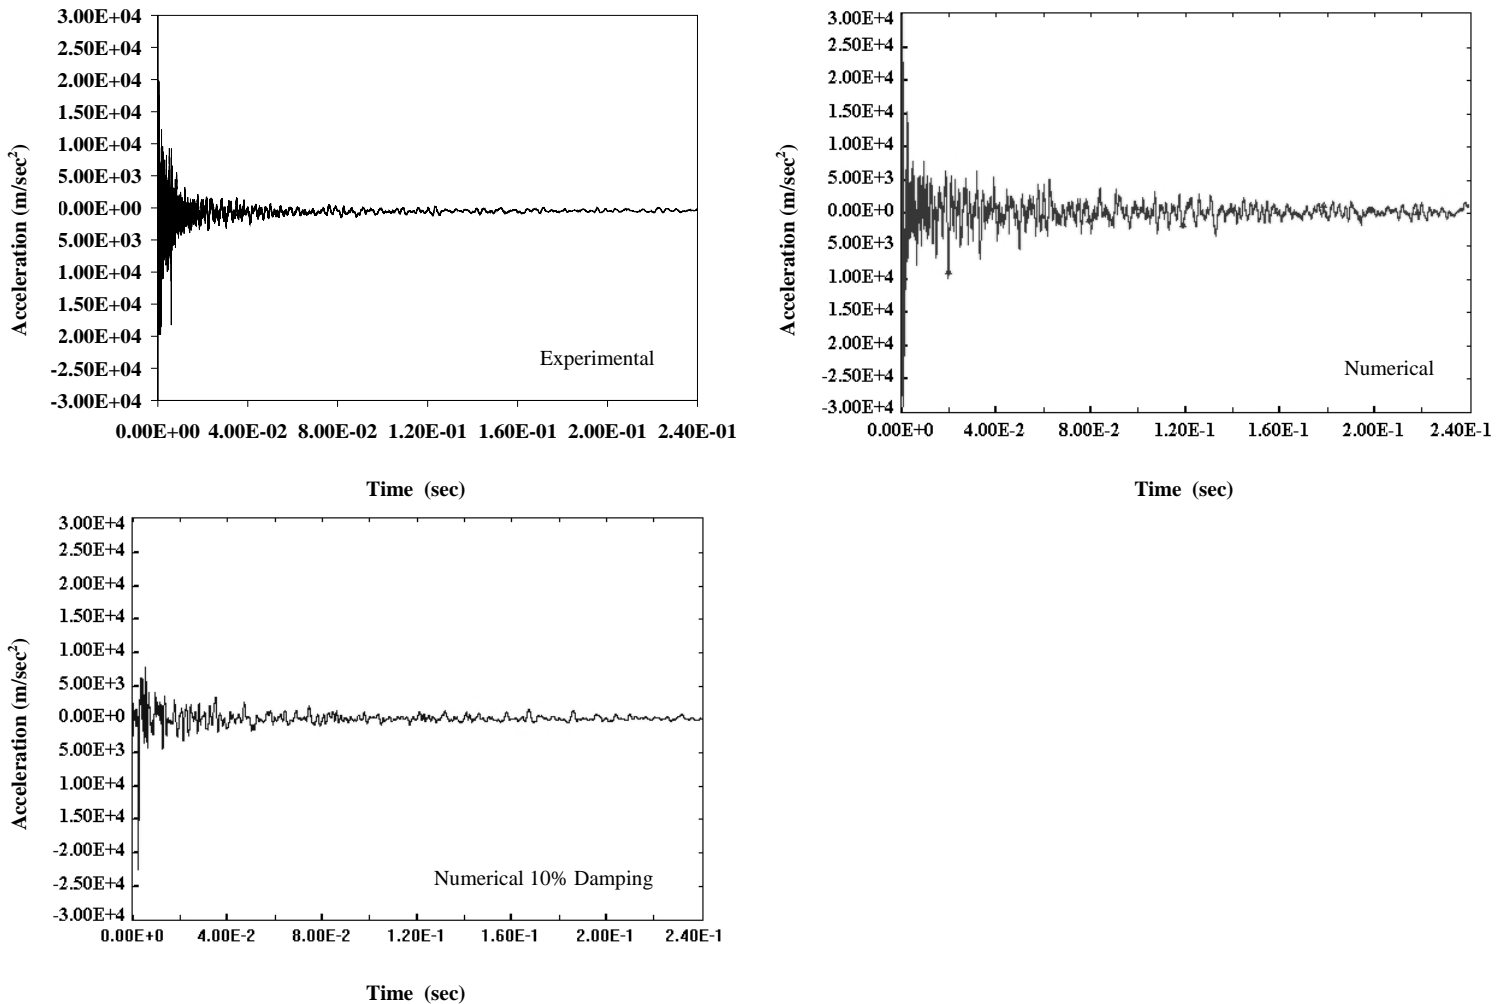 3.00E+04
2.50E+04
2.00E+04
1.50E+04
1.00E+04
5.00E+03
0.00E+00
5.00E+03
1.00E+04
1.50E+04
2.00E+04
-2.50E+04
-3.00E+04
Acceleration (m/sec²)
Experimental
0.00E+00 4.00E-02 8.00E-02 1.20E-01 1.60E-01 2.00E-01 2.40E-01
Time (sec)
3.00E+4
2.50E+4
2.00E+4
1.50E+4
1.00E+4
5.00E+3
0.00E+0
5.00E+3
1.00E+4
1.50E+4
2.00E+4
-2.50E+4
-3.00E+4
Acceleration (m/sec²)
Numerical
0.00E+0 4.00E-2 8.00E-2 1.20E-1 1.60E-1 2.00E-1 2.40E-1
Time (sec)
3.00E+4
2.50E+4
2.00E+4
1.50E+4
1.00E+4
5.00E+3
0.00E+0
5.00E+3
1.00E+4
1.50E+4
-2.00E+4
-2.50E+4
-3.00E+4
Acceleration (m/sec²)
Numerical 10% Damping
0.00E+0 4.00E-2 8.00E-2 1.20E-1 1.60E-1 2.00E-1 2.40E-1
Time (sec)